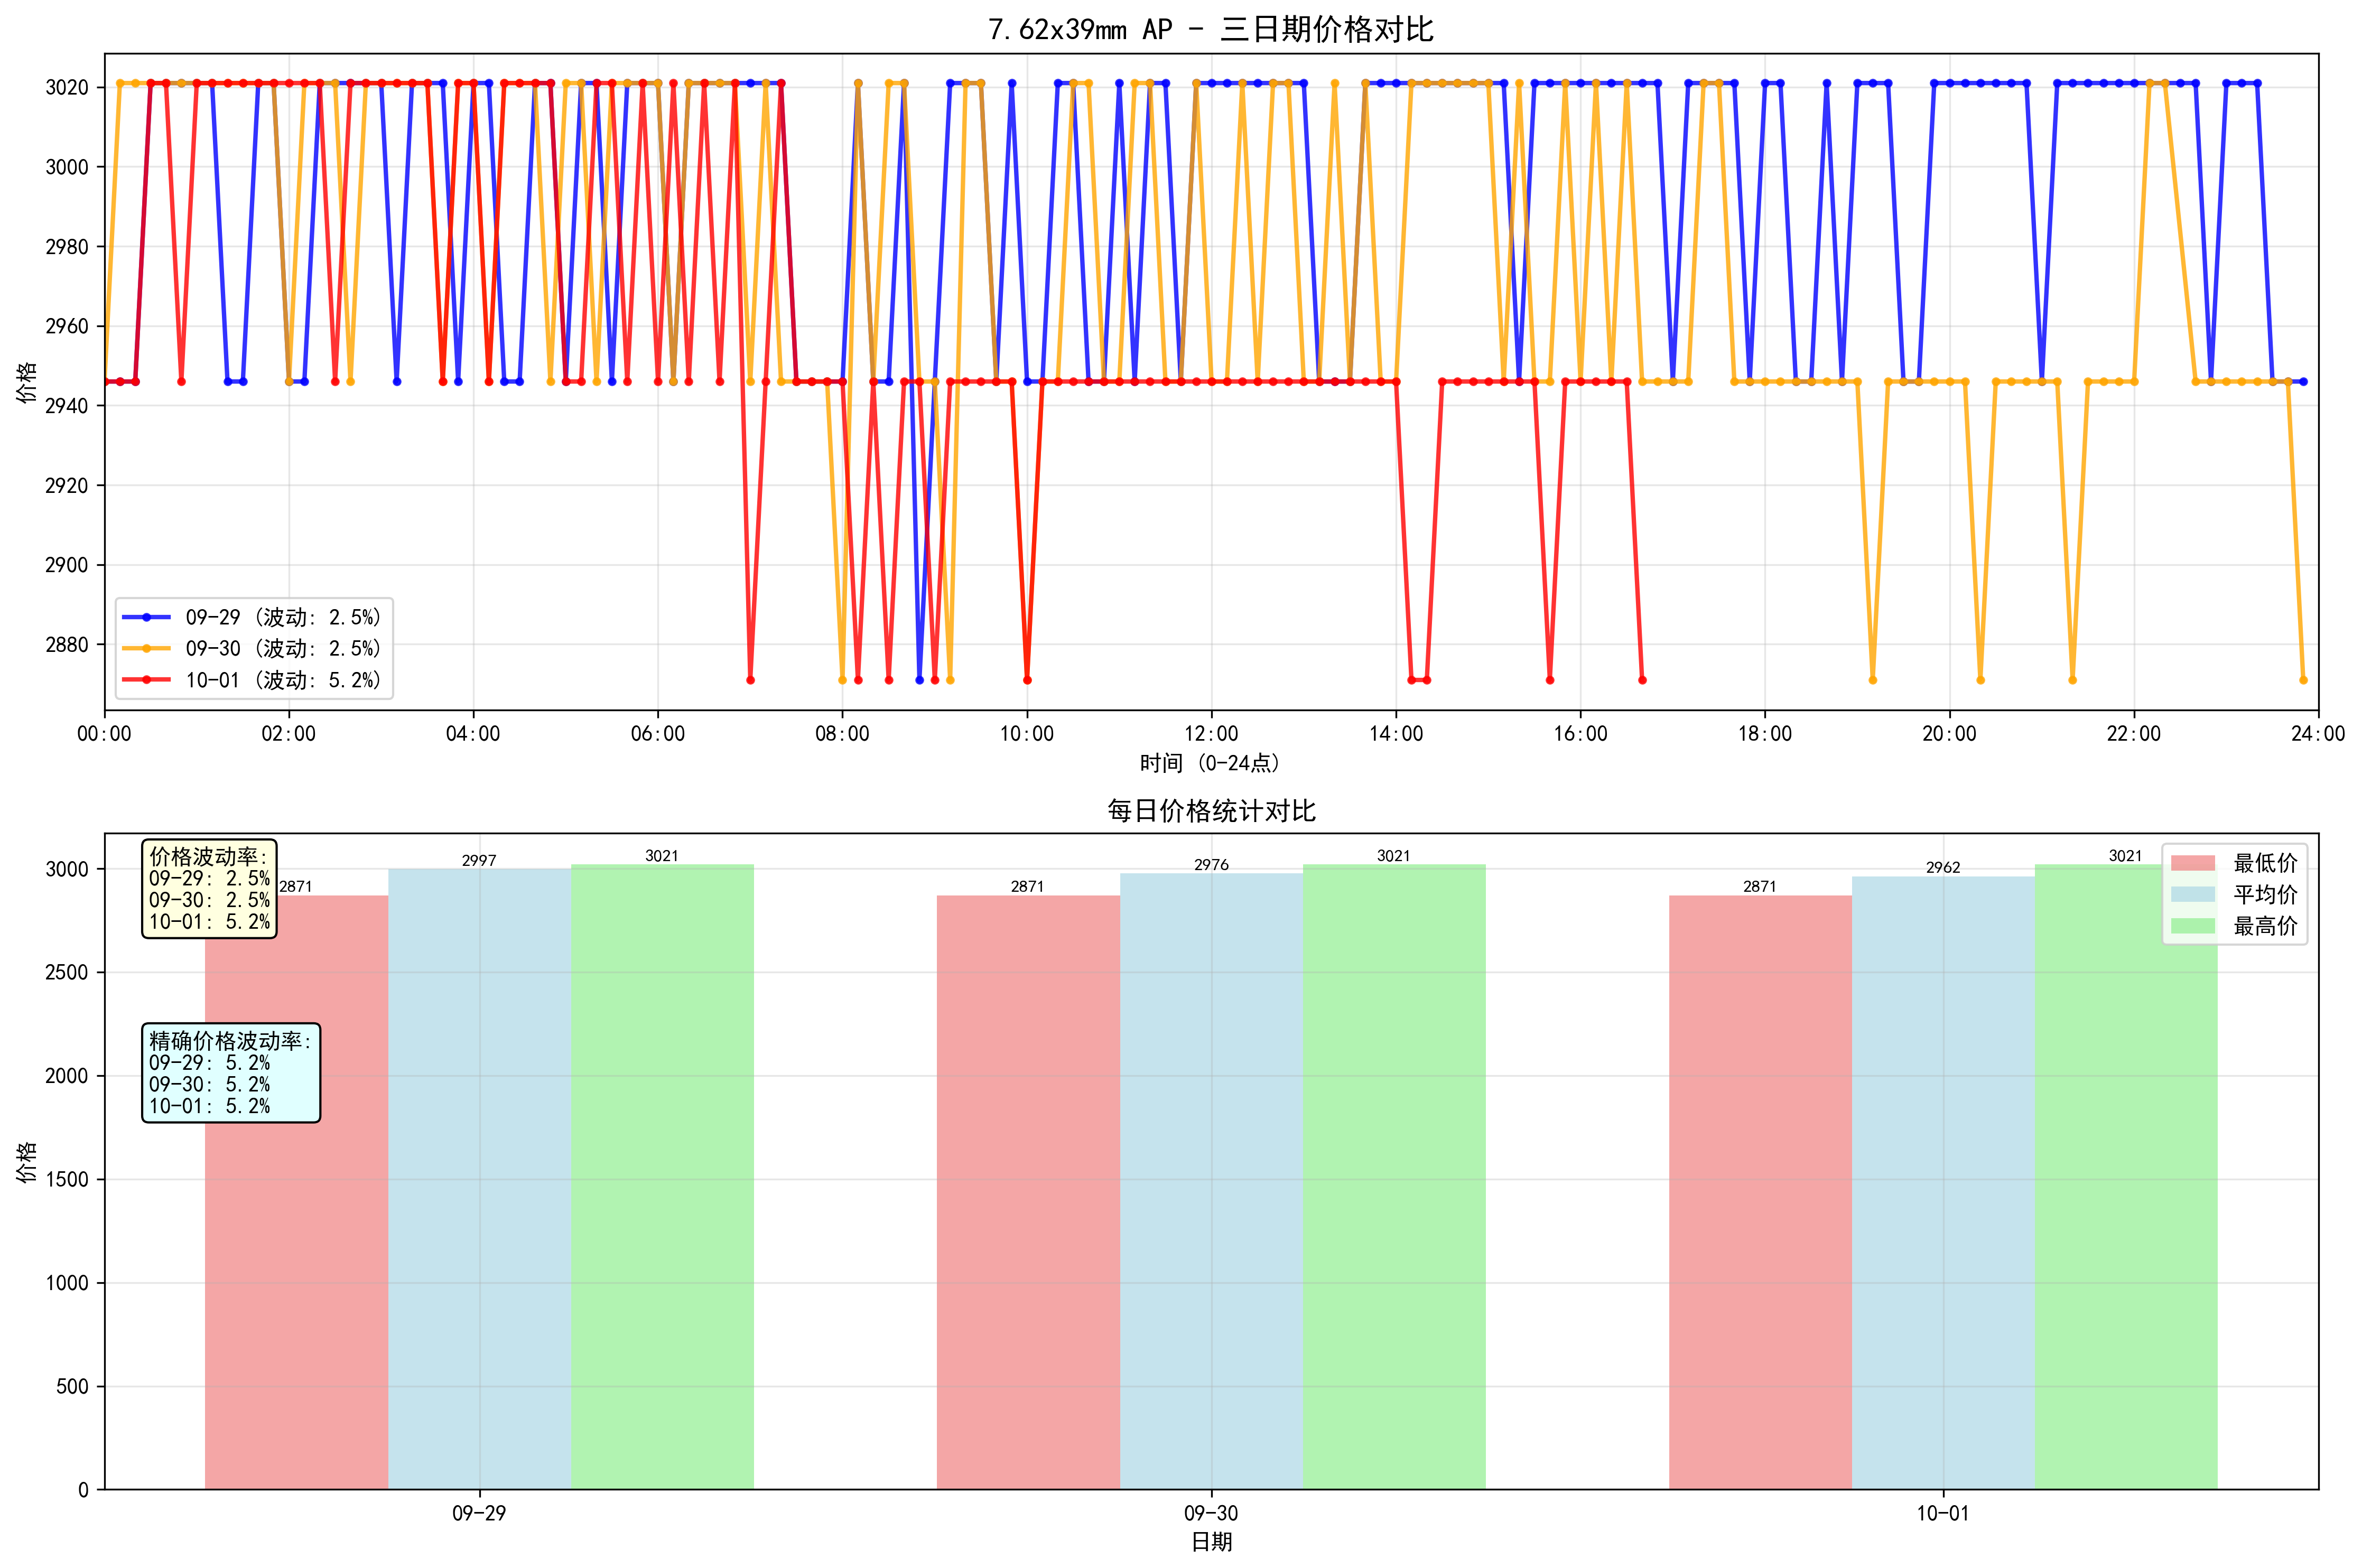 7.62x39mm AP - 三日期价格对比
价格
3020
3000
2980
2960
2940
2920
2900
2880
09-29 (波动: 2.5%)
09-30 (波动: 2.5%)
10-01 (波动: 5.2%)
00:00 02:00 04:00 06:00 08:00 10:00 12:00 14:00 16:00 18:00 20:00 22:00 24:00
时间 (0-24点)
每日价格统计对比
价格
3000
2500
2000
1500
1000
500
0
价格波动率:
09-29: 2.5%
09-30: 2.5%
10-01: 5.2%
精确价格波动率:
09-29: 5.2%
09-30: 5.2%
10-01: 5.2%
2871 2997 3021 2871 2976 3021 2871 2962 3021
最低价
平均价
最高价
09-29 09-30 10-01
日期